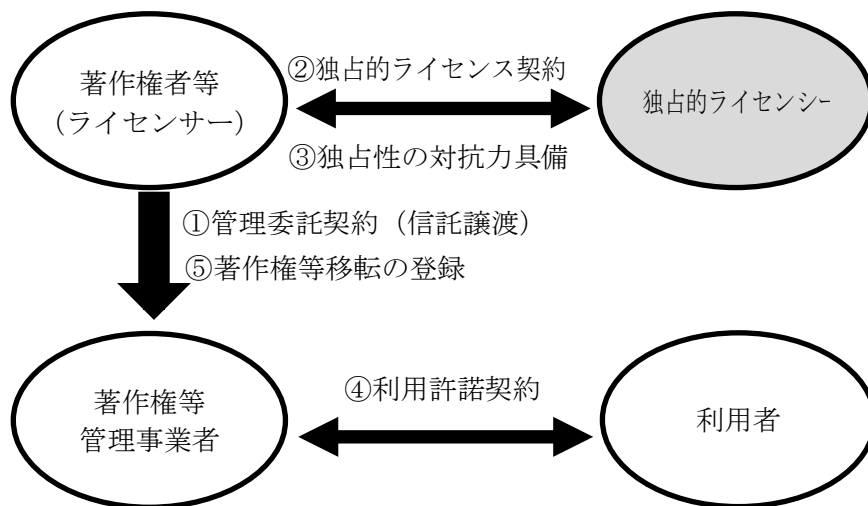 著作権者等
（ライセンサー）
②独占的ライセンス契約
③独占性の対抗力具備
独占的ライセンシー
①管理委託契約（信託譲渡）
⑤著作権等移転の登録
著作権等
管理事業者
④利用許諾契約
利用者